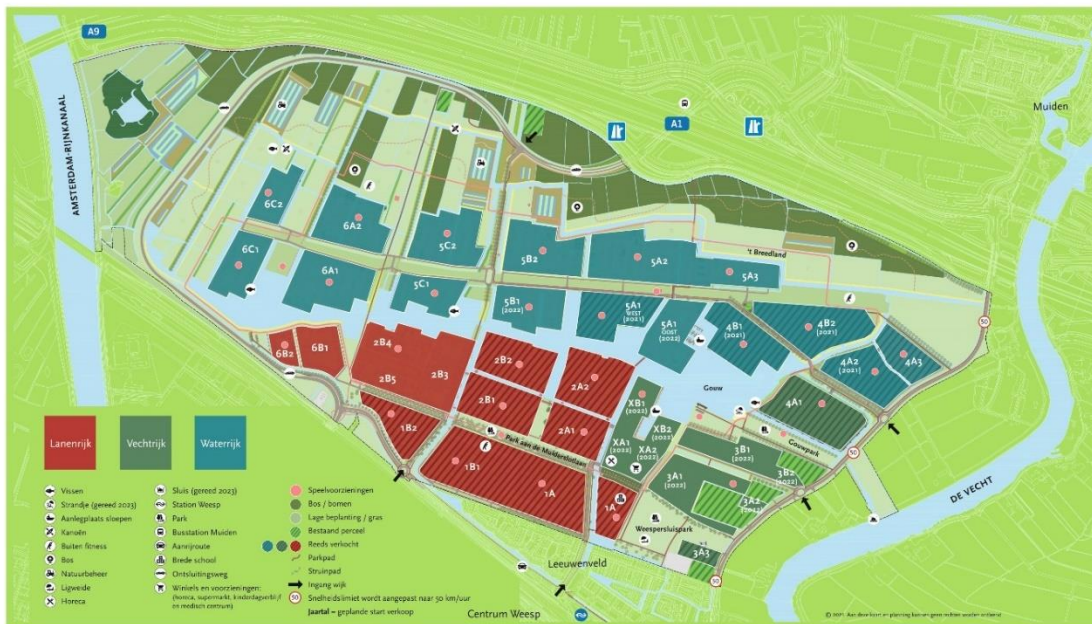 A9
A1
Muiden
AMSTERDAM-RIJNKANAAL
6C2
6A2
5C2
5B2
5A2
't Breedland
5A3
6C1
6A1
5C1
5B1
(2022)
5A1
WEST
(2021)
5A1
OOST
(2022)
4B1
(2021)
4B2
(2021)
4A2
(2021)
4A3
50
6B2
6B1
2B4
2B5
2B3
2B2
2A2
Gouw
2B1
2A1
XB1
(2022)
XB2
(2022)
4A1
Gouwpark
1B2
Park aan de Muiderslotlaan
XA1
(2022)
XA2
(2022)
3B1
(2022)
3B2
(2022)
50
1B1
1A
1A
3A1
(2022)
3A2
(2022)
Weespersluispark
3A3
50
DE VECHT
Leeuwenveld
Centrum Weesp
Lanenrijk
Vechtrijk
Waterrijk
Vissen
Strandje (gereed 2023)
Aanlegplaats sloepen
Kanoën
Buiten fitness
Bos
Natuurbeheer
Ligweide
Horeca
Sluis (gereed 2023)
Station Weesp
Park
Busstation Muiden
Aanrijroute
Brede school
Ontsluitingsweg
Winkels en voorzieningen:
(horeca, supermarkt, kinderdagverblijf
en medisch centrum)
Speelvoorzieningen
Bos / bomen
Lage beplanting / gras
Bestaand perceel
Reeds verkocht
Parkpad
Struinpad
Ingang wijk
50 Snelheidslimiet wordt aangepast naar 50 km/uur
Jaartal = geplande start verkoop